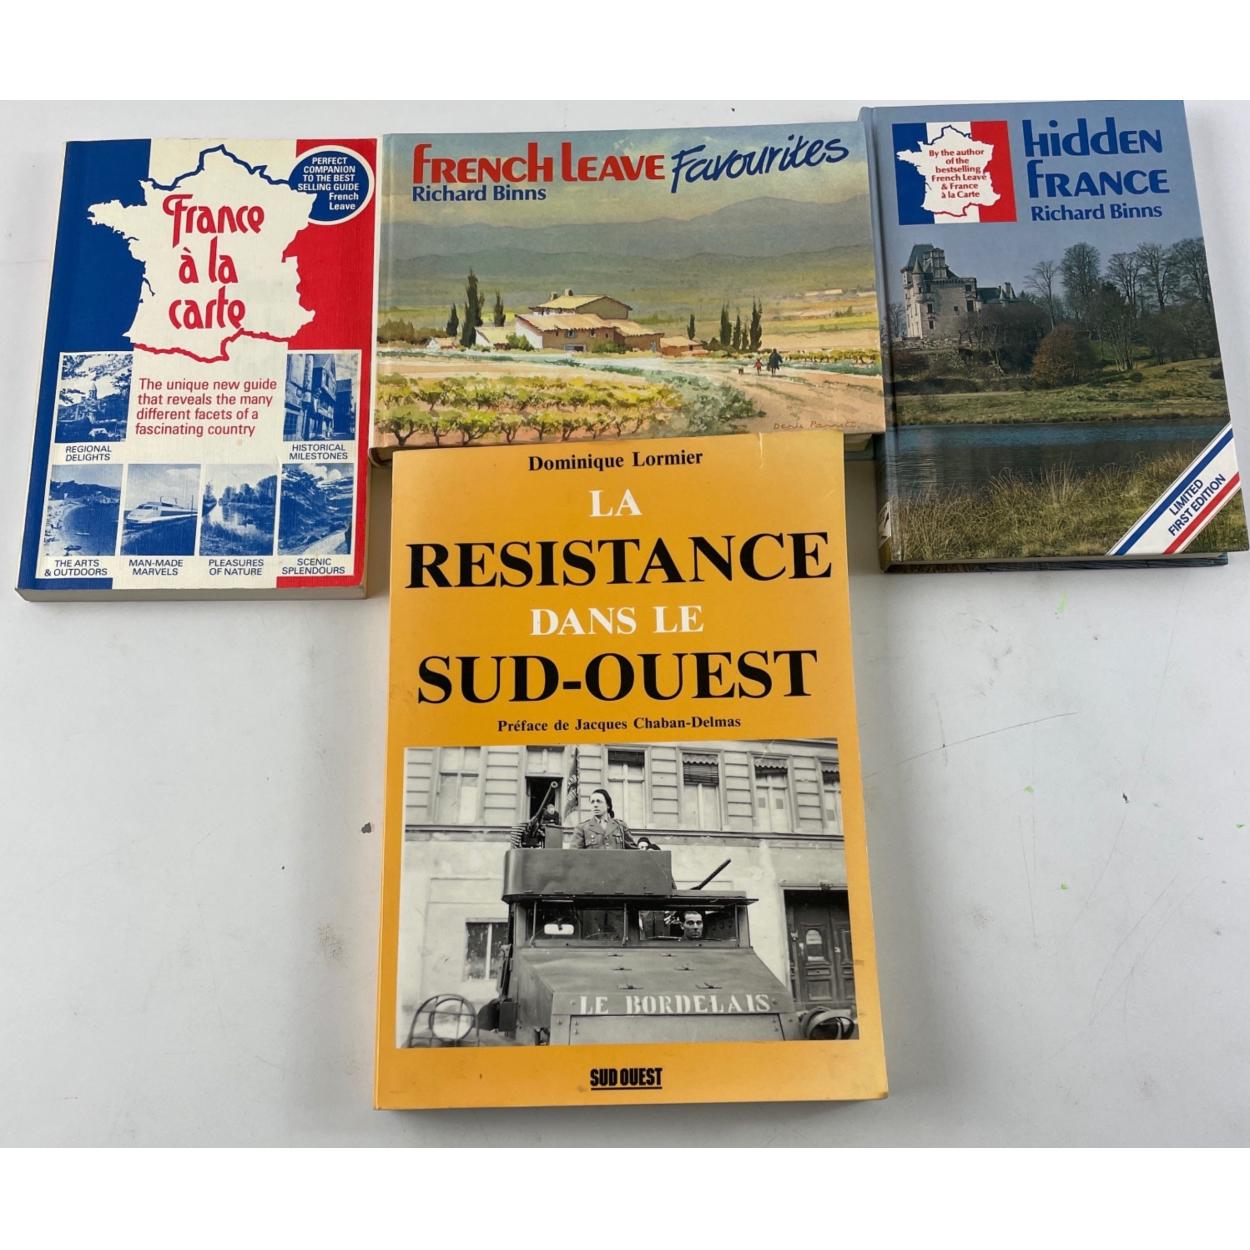 PERFECT
COMPANION
TO THE BEST
SELLING GUIDE
French
Leave
France
à la
carte
The unique new guide
that reveals the many
different facets of a
fascinating country
REGIONAL
DELIGHTS
HISTORICAL
MILESTONES
THE ARTS
& OUTDOORS
MAN-MADE
MARVELS
PLEASURES
OF NATURE
SCENIC
SPLENDOURS
FRENCH LEAVE Favourites
Richard Binns
By the author
of the
bestselling
French Leave
& France
à la Carte
hidden
FRANCE
Richard Binns
LIMITED
FIRST EDITION
Dominique Lormier
LA
RESISTANCE
DANS LE
SUD-OUEST
Préface de Jacques Chaban-Delmas
LE BORDELAIS
SUD OUEST